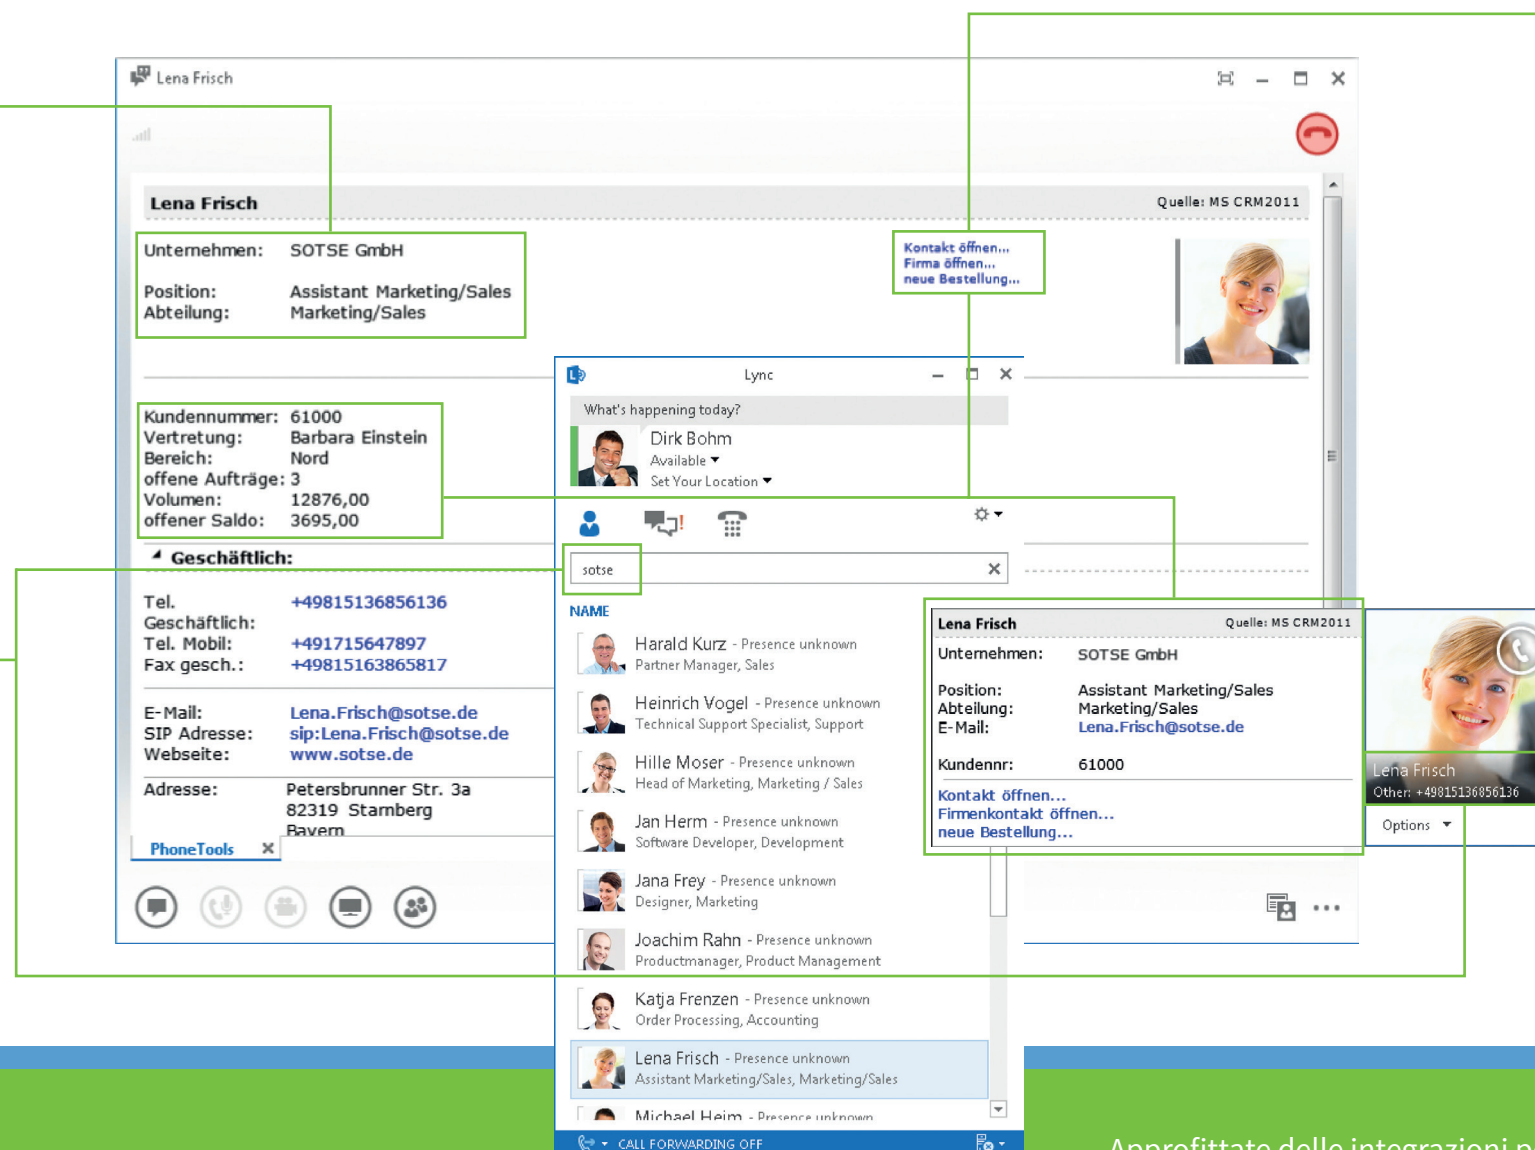 Lena Frisch
Lena Frisch
Quelle: MS CRM2011
Unternehmen: SOTSE GmbH
Position: Assistant Marketing/Sales
Abteilung: Marketing/Sales
Kontakt öffnen...
Firma öffnen...
neue Bestellung...
Kundennummer: 61000
Vertretung: Barbara Einstein
Bereich: Nord
offene Aufträge: 3
Volumen: 12876,00
offener Saldo: 3695,00
Geschäftlich:
Tel. Geschäftlich: +49815136856136
Tel. Mobil: +491715647897
Fax gesch.: +49815163865817
E-Mail: Lena.Frisch@sotse.de
SIP Adresse: sip:Lena.Frisch@sotse.de
Webseite: www.sotse.de
Adresse: Petersbrunner Str. 3a
82319 Starnberg
Bayern
PhoneTools
Lync
What's happening today?
Dirk Bohm
Available
Set Your Location
sotse
NAME
Harald Kurz - Presence unknown
Partner Manager, Sales
Heinrich Vogel - Presence unknown
Technical Support Specialist, Support
Hille Moser - Presence unknown
Head of Marketing, Marketing / Sales
Jan Herm - Presence unknown
Software Developer, Development
Jana Frey - Presence unknown
Designer, Marketing
Joachim Rahn - Presence unknown
Productmanager, Product Management
Katja Frenzen - Presence unknown
Order Processing, Accounting
Lena Frisch - Presence unknown
Assistant Marketing/Sales, Marketing/Sales
Michael Heim - Presence unknown
CALL FORWARDING OFF
Lena Frisch
Quelle: MS CRM2011
Unternehmen: SOTSE GmbH
Position: Assistant Marketing/Sales
Abteilung: Marketing/Sales
E-Mail: Lena.Frisch@sotse.de
Kundennr: 61000
Kontakt öffnen...
Firmenkontakt öffnen...
neue Bestellung...
Lena Frisch
Other: +49815136856136
Options
Approfittate delle integrazioni